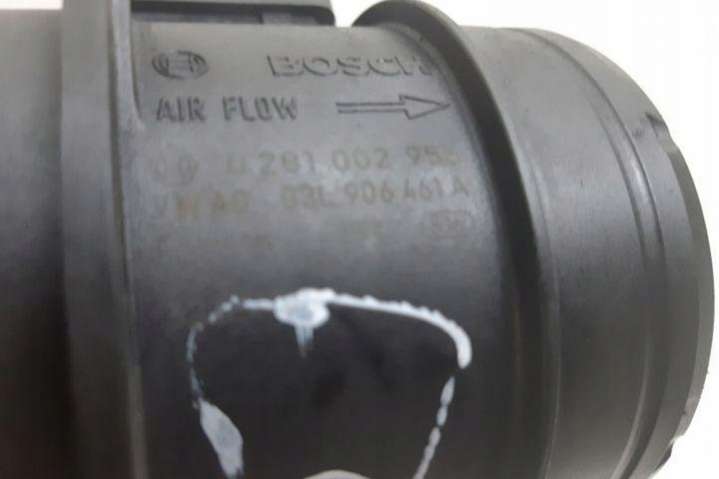 BOSCH
AIR FLOW
0 281 002 956
VW AG 03L 906 461 A